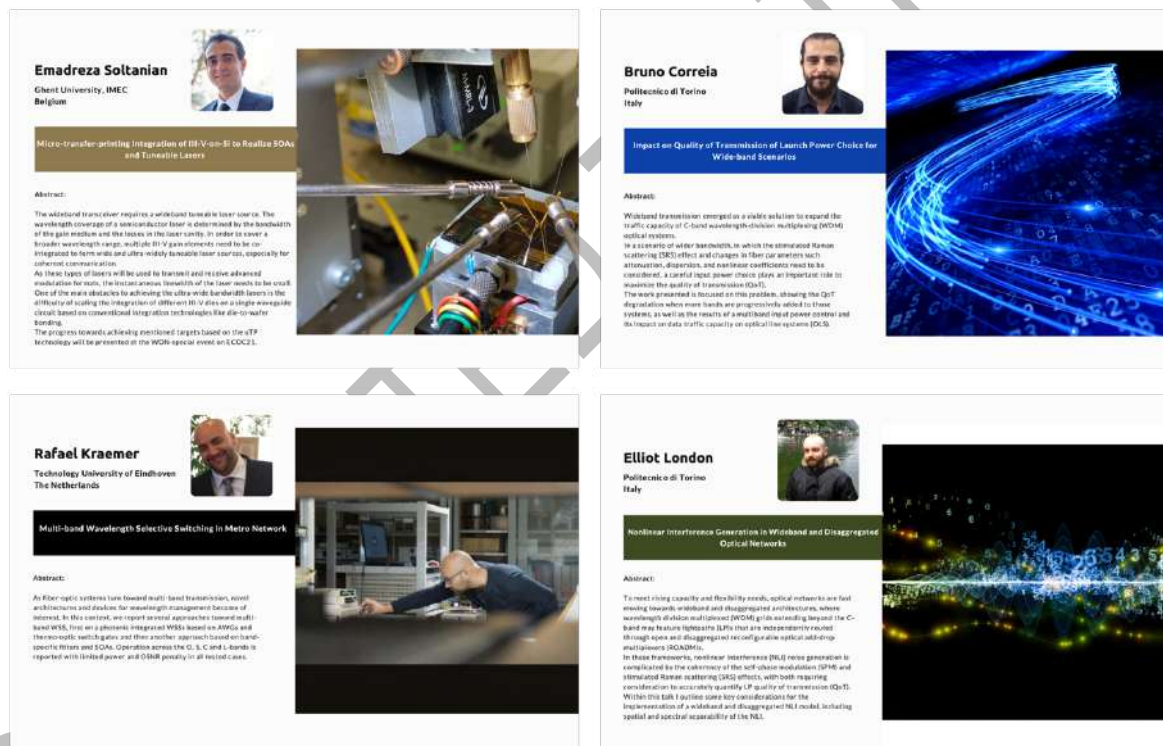 Emadreza Soltanian
Ghent University, IMEC
Belgium
Micro-transfer-printing Integration of III-V-on-Si to Realize SOAs
and Tuneable Lasers
Abstract:
The wideband transceiver requires a wideband tuneable laser source. The
wavelength coverage of a semiconductor laser is determined by the bandwidth
of the gain medium and the losses in the laser cavity. In order to cover a
broader wavelength range, multiple III-V gain elements need to be co-
integrated to form wide and ultra-widely tuneable laser sources, especially for
coherent communication.
As these types of lasers will be used to transmit and receive advanced
modulation formats, the instantaneous linewidth of the laser needs to be small.
One of the main obstacles to achieving the ultra-wide bandwidth lasers is the
difficulty of scaling the integration of different III-V dies on a single waveguide
circuit based on conventional integration technologies like die-to-wafer
bonding.
The progress towards achieving mentioned targets based on the uTP
technology will be presented at the WON-special event on ECOC21.
Bruno Correia
Politecnico di Torino
Italy
Impact on Quality of Transmission of Launch Power Choice for
Wide-band Scenarios
Abstract:
Wideband transmission emerged as a viable solution to expand the
traffic capacity of C-band wavelength-division multiplexing (WDM)
optical systems.
In a scenario of wider bandwidth, in which the stimulated Raman
scattering (SRS) effect and changes in fiber parameters such
attenuation, dispersion, and nonlinear coefficients need to be
considered, a careful input power choice plays an important role to
maximize the quality of transmission (QoT).
The work presented is focused on this problem, showing the QoT
degradation when more bands are progressively added to those
systems, as well as the results of a multiband input power control and
its impact on data traffic capacity on optical line systems (OLS).
Rafael Kraemer
Technology University of Eindhoven
The Netherlands
Multi-band Wavelength Selective Switching in Metro Network
Abstract:
As fiber-optic systems turn toward multi-band transmission, novel
architectures and devices for wavelength management become of
interest. In this context, we report several approaches toward multi-
band WSS, first on a photonic integrated WSSs based on AWGs and
thermo-optic switch gates and then another approach based on band-
specific filters and SOAs. Operation across the O, S, C and L-bands is
reported with limited power and OSNR penalty in all tested cases.
Elliot London
Politecnico di Torino
Italy
Nonlinear Interference Generation in Wideband and Disaggregated
Optical Networks
Abstract:
To meet rising capacity and flexibility needs, optical networks are fast
moving towards wideband and disaggregated architectures, where
wavelength division multiplexed (WDM) grids extending beyond the C-
band may feature lightpaths (LPs) that are independently routed
through open and disaggregated reconfigurable optical add-drop
multiplexers (ROADMs).
In these frameworks, nonlinear interference (NLI) noise generation is
complicated by the coherency of the self-phase modulation (SPM) and
stimulated Raman scattering (SRS) effects, with both requiring
consideration to accurately quantify LP quality of transmission (QoT).
Within this talk I outline some key considerations for the
implementation of a wideband and disaggregated NLI model, including
spatial and spectral separability of the NLI.